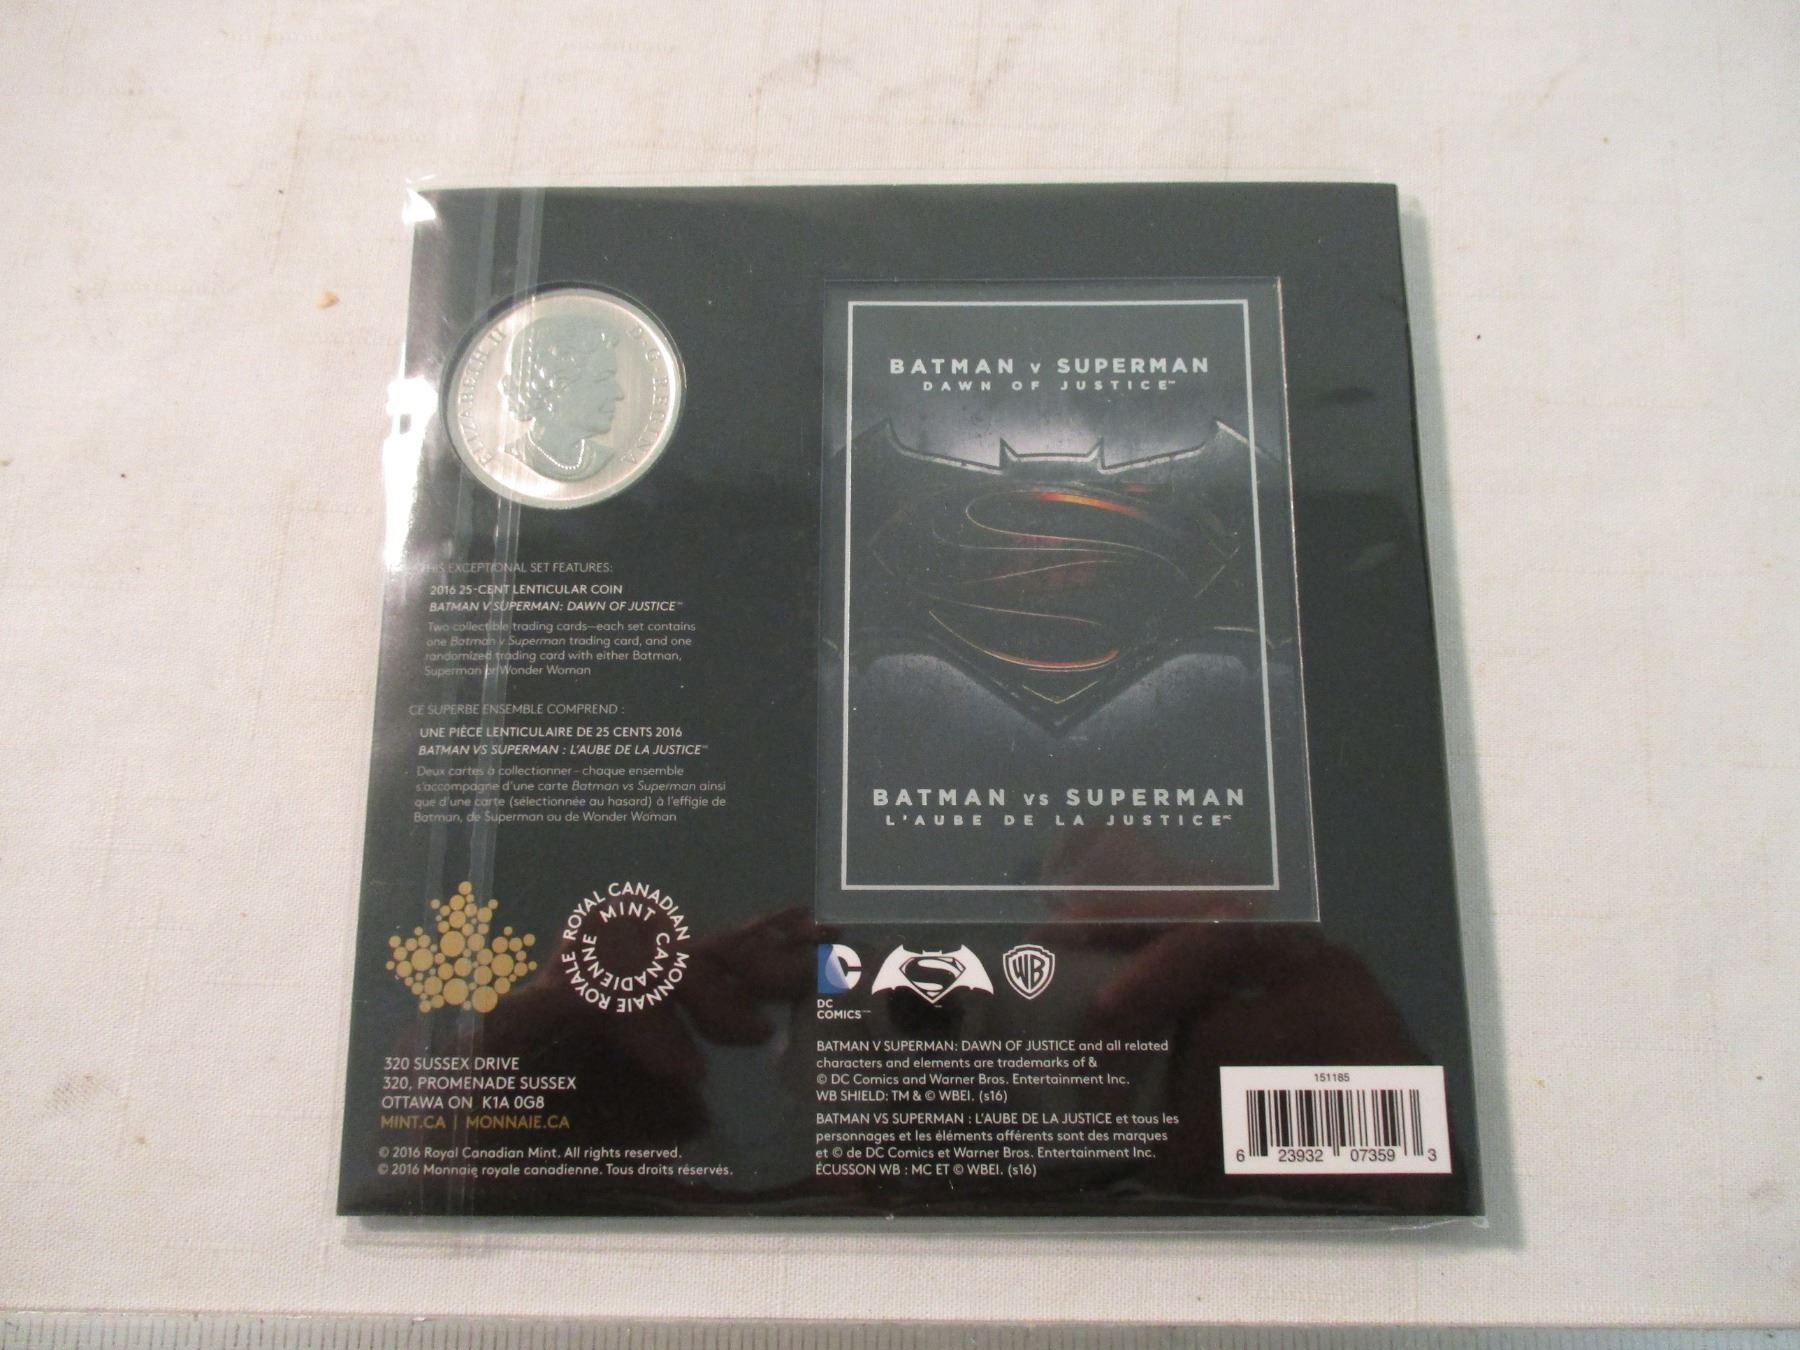 ELIZABETH II D·G·REGINA
THIS EXCEPTIONAL SET FEATURES:
2016 25-CENT LENTICULAR COIN
BATMAN V SUPERMAN: DAWN OF JUSTICE™
Two collectible trading cards—each set contains
one Batman v Superman trading card, and one
randomized trading card with either Batman,
Superman or Wonder Woman
CE SUPERBE ENSEMBLE COMPREND :
UNE PIÈCE LENTICULAIRE DE 25 CENTS 2016
BATMAN VS SUPERMAN : L'AUBE DE LA JUSTICE MC
Deux cartes à collectionner – chaque ensemble
s'accompagne d'une carte Batman vs Superman ainsi
que d'une carte (sélectionnée au hasard) à l'effigie de
Batman, de Superman ou de Wonder Woman
ROYAL CANADIAN MINT
MONNAIE ROYALE CANADIENNE
320 SUSSEX DRIVE
320, PROMENADE SUSSEX
OTTAWA ON K1A 0G8
MINT.CA | MONNAIE.CA
© 2016 Royal Canadian Mint. All rights reserved.
© 2016 Monnaie royale canadienne. Tous droits réservés.
BATMAN V SUPERMAN
DAWN OF JUSTICE™
BATMAN VS SUPERMAN
L'AUBE DE LA JUSTICE MC
DC
COMICS™
WB
BATMAN V SUPERMAN: DAWN OF JUSTICE and all related
characters and elements are trademarks of &
© DC Comics and Warner Bros. Entertainment Inc.
WB SHIELD: TM & © WBEI. (s16)
BATMAN VS SUPERMAN : L'AUBE DE LA JUSTICE et tous les
personnages et les éléments afférents sont des marques
et © de DC Comics et Warner Bros. Entertainment Inc.
ÉCUSSON WB : MC ET © WBEI. (s16)
151185
6 23932 07359 3